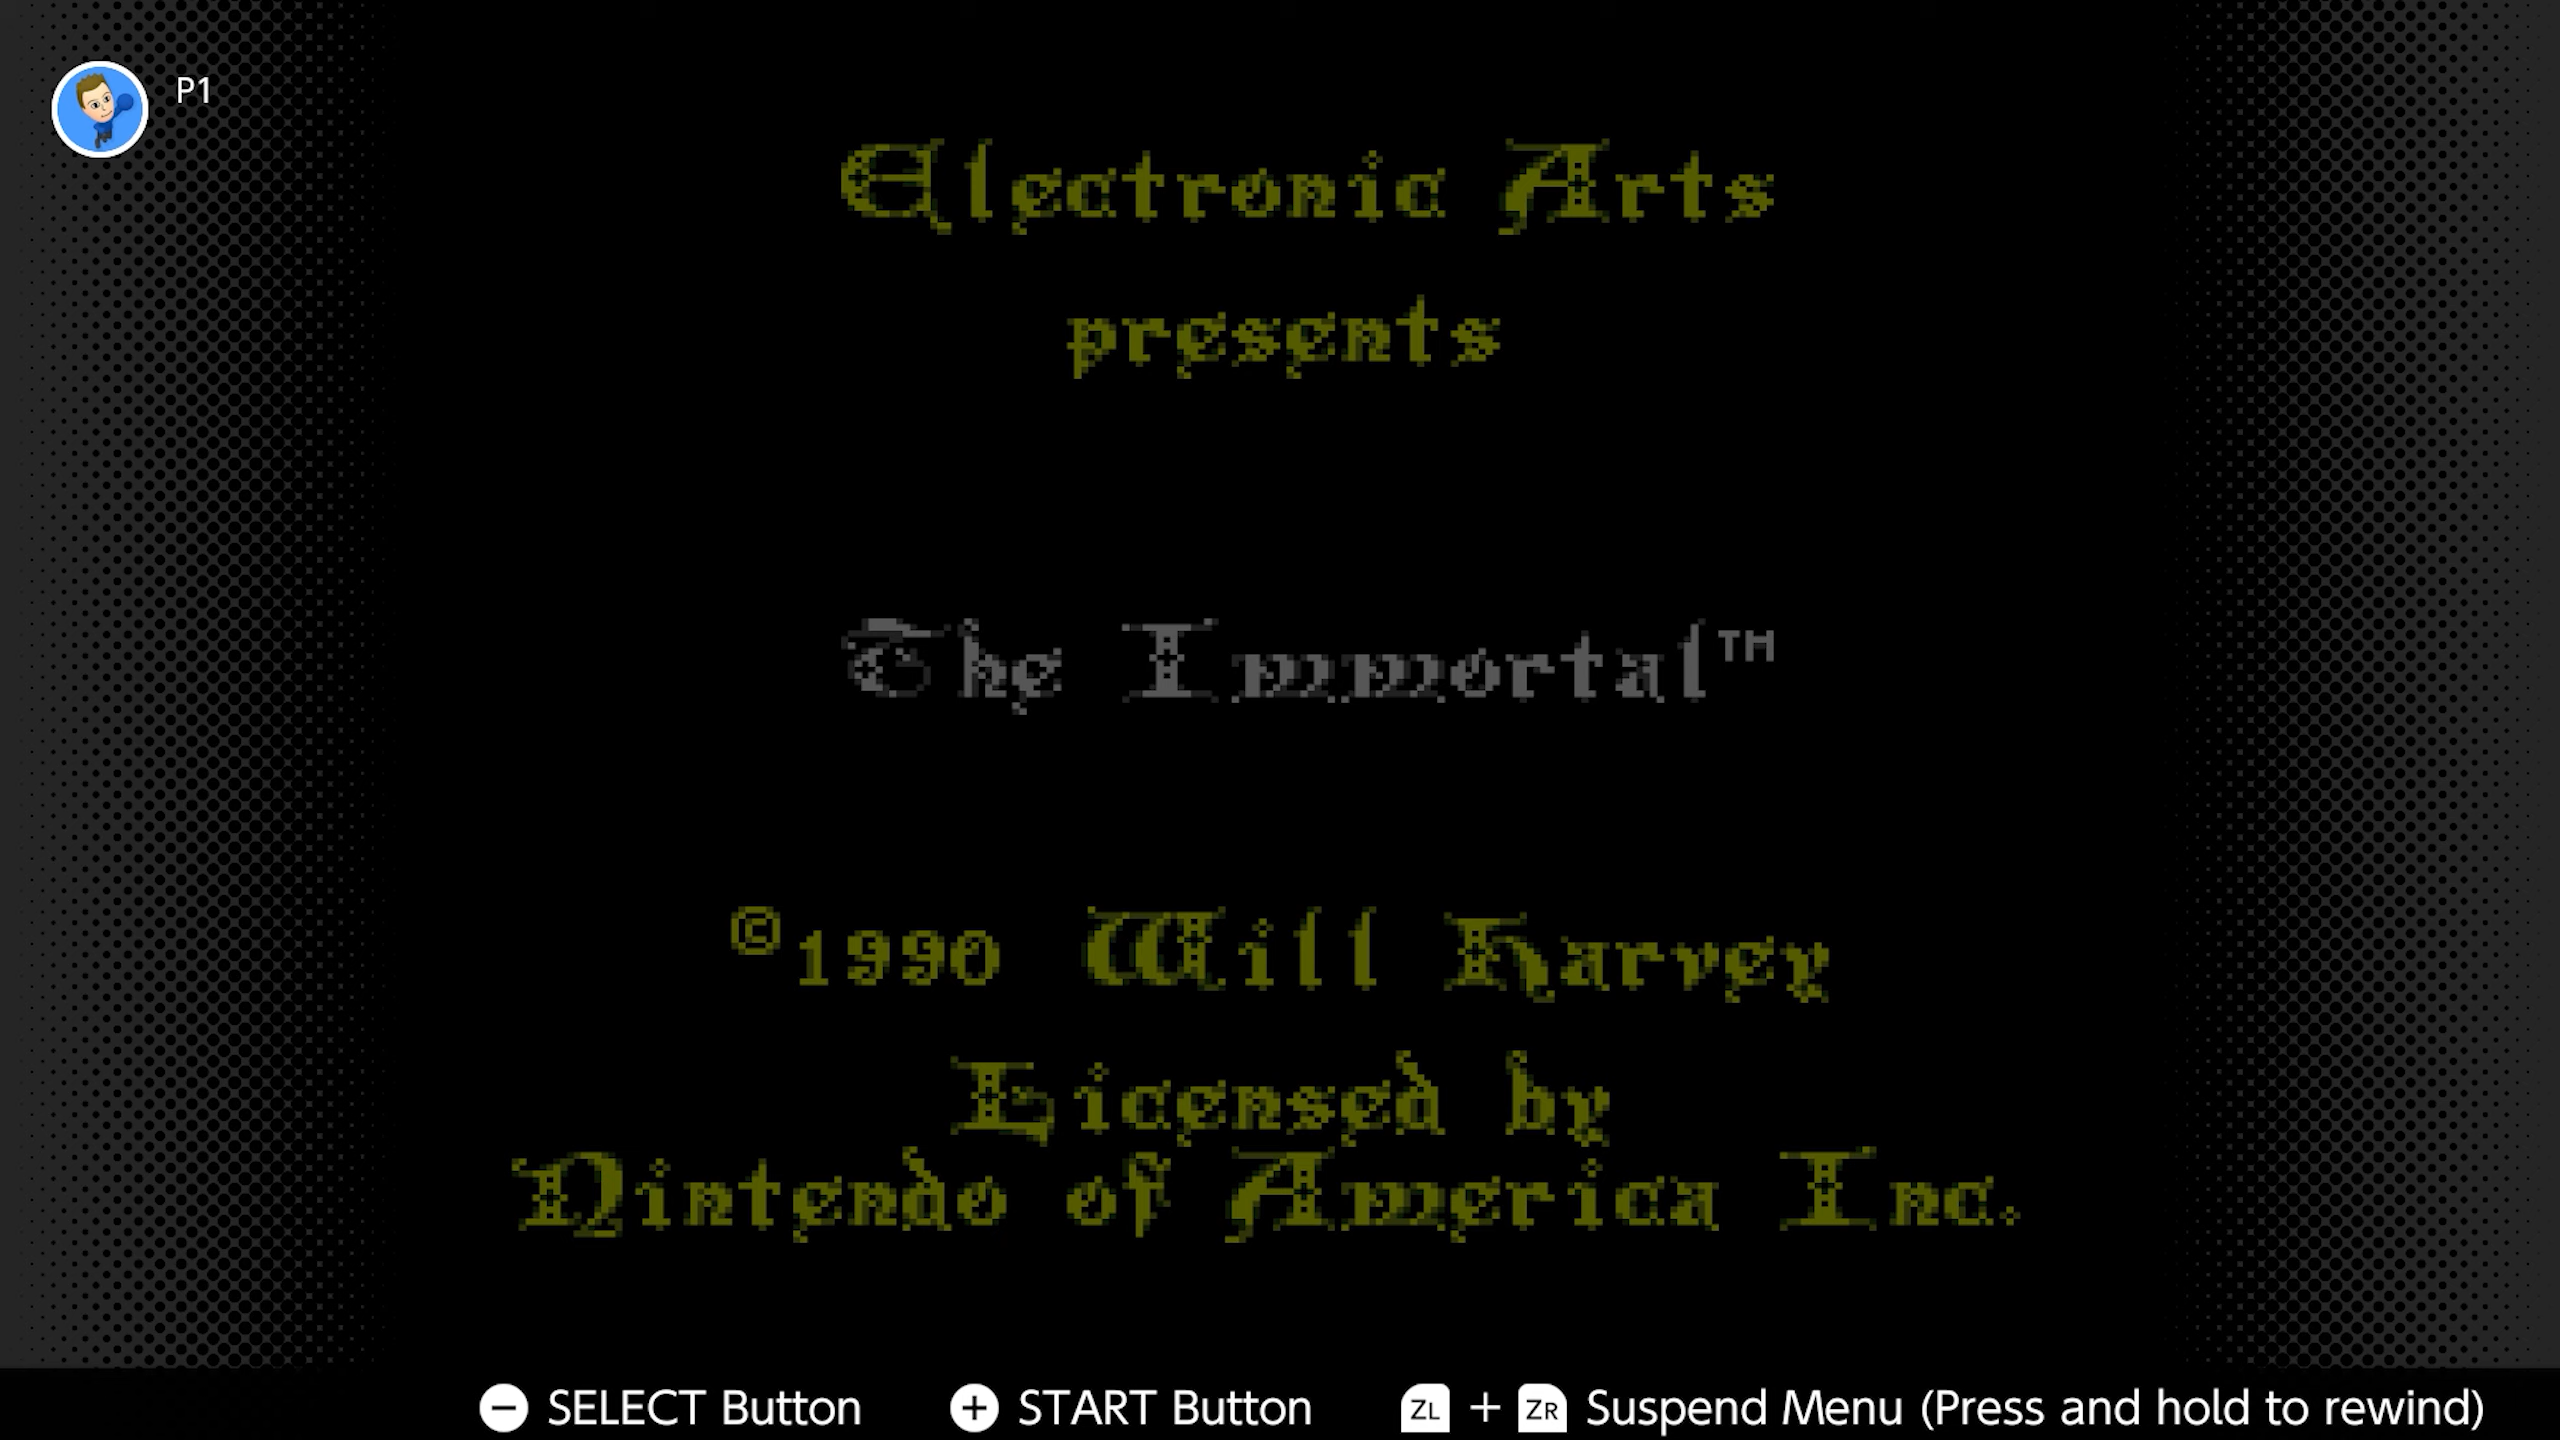 P1
Electronic Arts
presents
The Immortal™
©1990 Will Harvey
Licensed by
Nintendo of America Inc.
SELECT Button START Button ZL + ZR Suspend Menu (Press and hold to rewind)